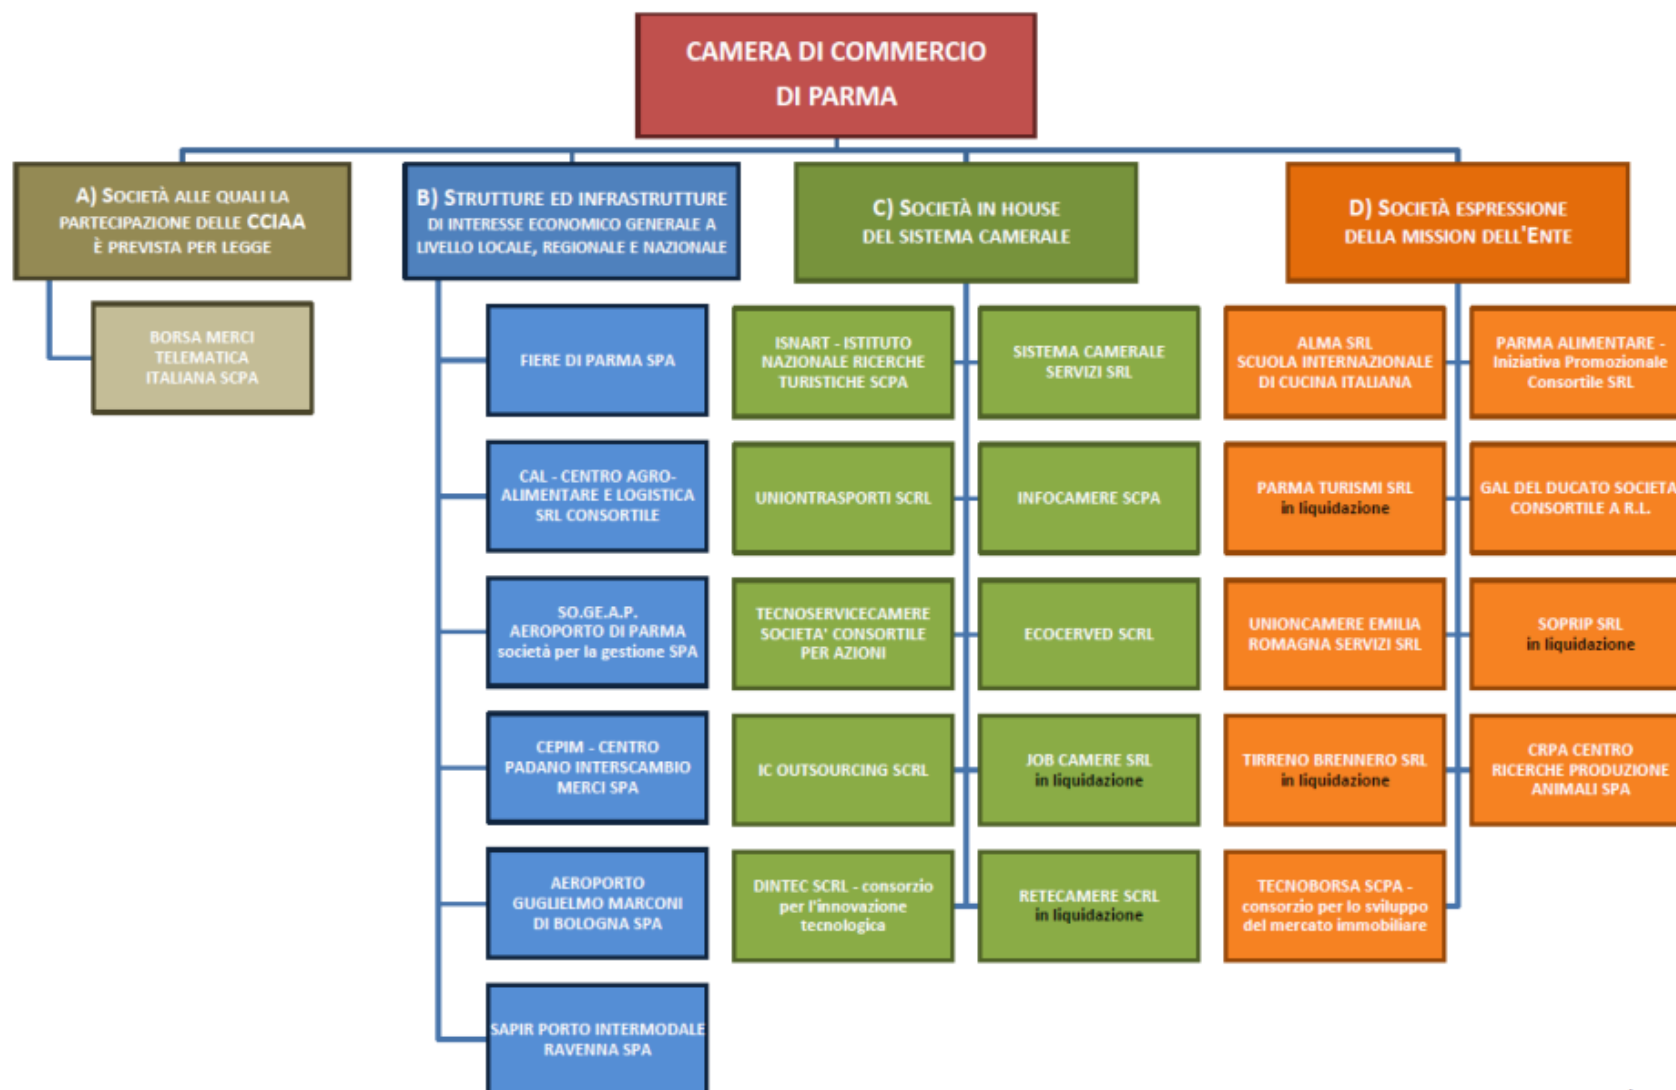 CAMERA DI COMMERCIO
DI PARMA
A) SOCIETÀ ALLE QUALI LA
PARTECIPAZIONE DELLE CCIAA
È PREVISTA PER LEGGE
BORSA MERCI
TELEMATICA
ITALIANA SCPA
B) STRUTTURE ED INFRASTRUTTURE
DI INTERESSE ECONOMICO GENERALE A
LIVELLO LOCALE, REGIONALE E NAZIONALE
FIERE DI PARMA SPA
CAL - CENTRO AGRO-
ALIMENTARE E LOGISTICA
SRL CONSORTILE
SO.GE.A.P.
AEROPORTO DI PARMA
società per la gestione SPA
CEPIM - CENTRO
PADANO INTERSCAMBIO
MERCI SPA
AEROPORTO
GUGLIELMO MARCONI
DI BOLOGNA SPA
SAPIR PORTO INTERMODALE
RAVENNA SPA
C) SOCIETÀ IN HOUSE
DEL SISTEMA CAMERALE
ISNART - ISTITUTO
NAZIONALE RICERCHE
TURISTICHE SCPA
SISTEMA CAMERALE
SERVIZI SRL
UNIONTRASPORTI SCRL
INFOCAMERE SCPA
TECNOSERVICECAMERE
SOCIETA' CONSORTILE
PER AZIONI
ECOCERVED SCRL
IC OUTSOURCING SCRL
JOB CAMERE SRL
in liquidazione
DINTEC SCRL - consorzio
per l'innovazione
tecnologica
RETECAMERE SCRL
in liquidazione
D) SOCIETÀ ESPRESSIONE
DELLA MISSION DELL'ENTE
ALMA SRL
SCUOLA INTERNAZIONALE
DI CUCINA ITALIANA
PARMA ALIMENTARE -
Iniziativa Promozionale
Consortile SRL
PARMA TURISMI SRL
in liquidazione
GAL DEL DUCATO SOCIETA'
CONSORTILE A R.L.
UNIONCAMERE EMILIA
ROMAGNA SERVIZI SRL
SOPRIP SRL
in liquidazione
TIRRENO BRENNERO SRL
in liquidazione
CRPA CENTRO
RICERCHE PRODUZIONE
ANIMALI SPA
TECNOBORSA SCPA -
consorzio per lo sviluppo
del mercato immobiliare